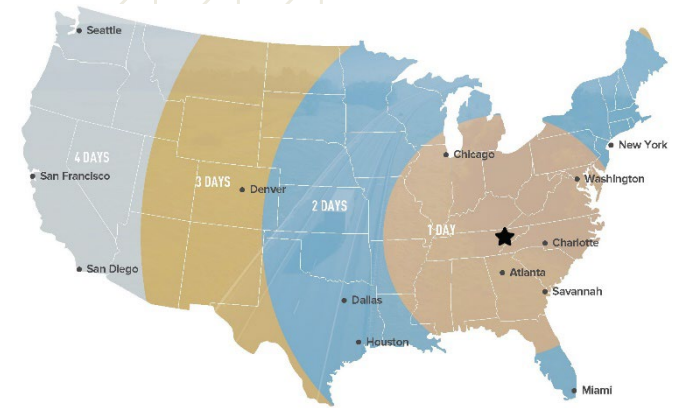 Seattle
4 DAYS
San Francisco
San Diego
3 DAYS
Denver
2 DAYS
Dallas
Houston
1 DAY
Chicago
New York
Washington
Charlotte
Atlanta
Savannah
Miami